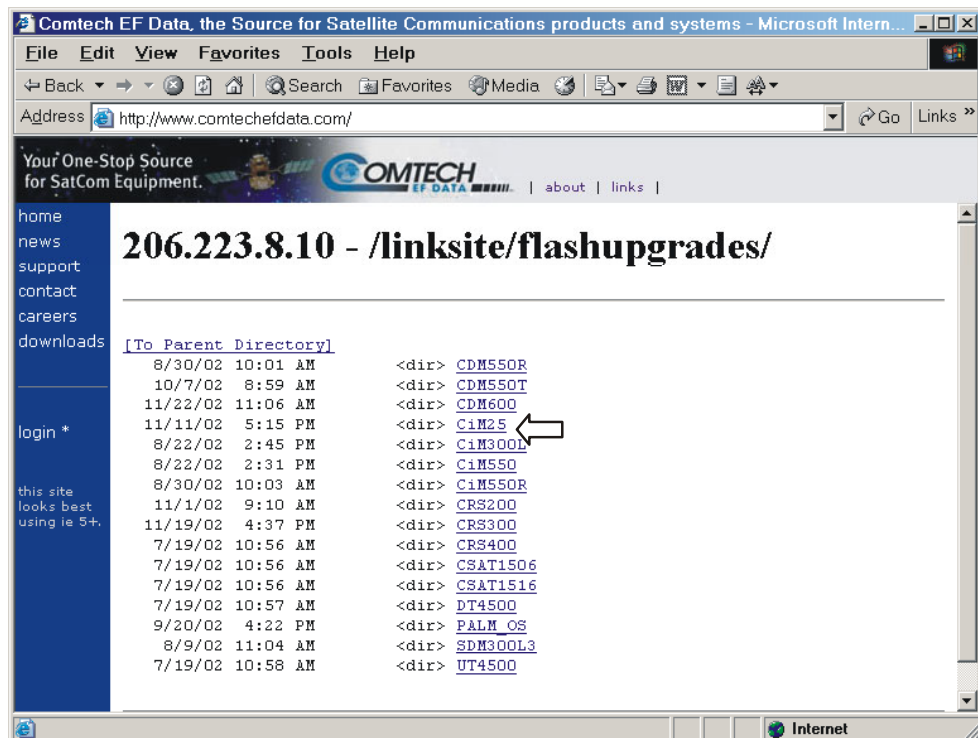 Comtech EF Data, the Source for Satellite Communications products and systems - Microsoft Intern...
File Edit View Favorites Tools Help
Back Search Favorites Media
Address http://www.comtechefdata.com/ Go Links »
Your One-Stop Source
for SatCom Equipment.
COMTECH
EF DATA
| about | links |
home
news
support
contact
careers
downloads
login *
this site
looks best
using ie 5+.
206.223.8.10 - /linksite/flashupgrades/
[To Parent Directory]
8/30/02 10:01 AM <dir> CDM550R
10/7/02 8:59 AM <dir> CDM550T
11/22/02 11:06 AM <dir> CDM600
11/11/02 5:15 PM <dir> CiM25
8/22/02 2:45 PM <dir> CiM300L
8/22/02 2:31 PM <dir> CiM550
8/30/02 10:03 AM <dir> CiM550R
11/1/02 9:10 AM <dir> CRS200
11/19/02 4:37 PM <dir> CRS300
7/19/02 10:56 AM <dir> CRS400
7/19/02 10:56 AM <dir> CSAT1506
7/19/02 10:56 AM <dir> CSAT1516
7/19/02 10:57 AM <dir> DT4500
9/20/02 4:22 PM <dir> PALM_OS
8/9/02 11:04 AM <dir> SDM300L3
7/19/02 10:58 AM <dir> UT4500
Internet